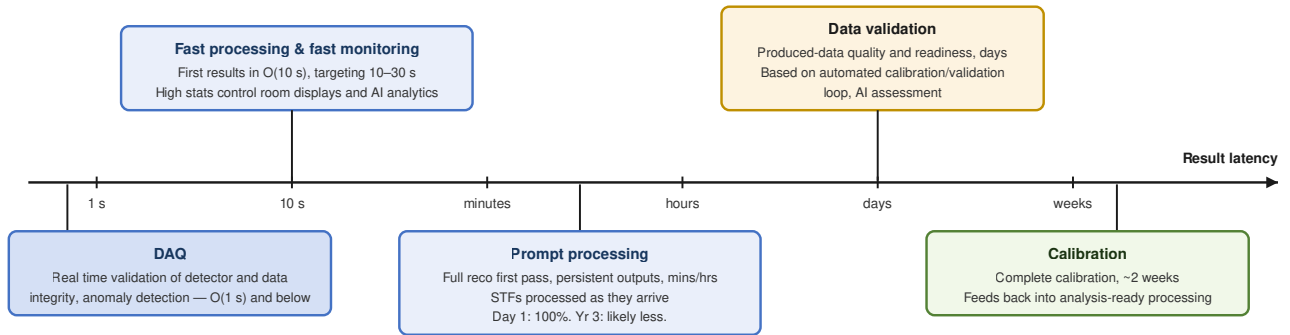 Fast processing & fast monitoring
First results in O(10 s), targeting 10–30 s
High stats control room displays and AI analytics
Data validation
Produced-data quality and readiness, days
Based on automated calibration/validation
loop, AI assessment
Result latency
1 s
10 s
minutes
hours
days
weeks
DAQ
Real time validation of detector and data
integrity, anomaly detection — O(1 s) and below
Prompt processing
Full reco first pass, persistent outputs, mins/hrs
STFs processed as they arrive
Day 1: 100%. Yr 3: likely less.
Calibration
Complete calibration, ~2 weeks
Feeds back into analysis-ready processing